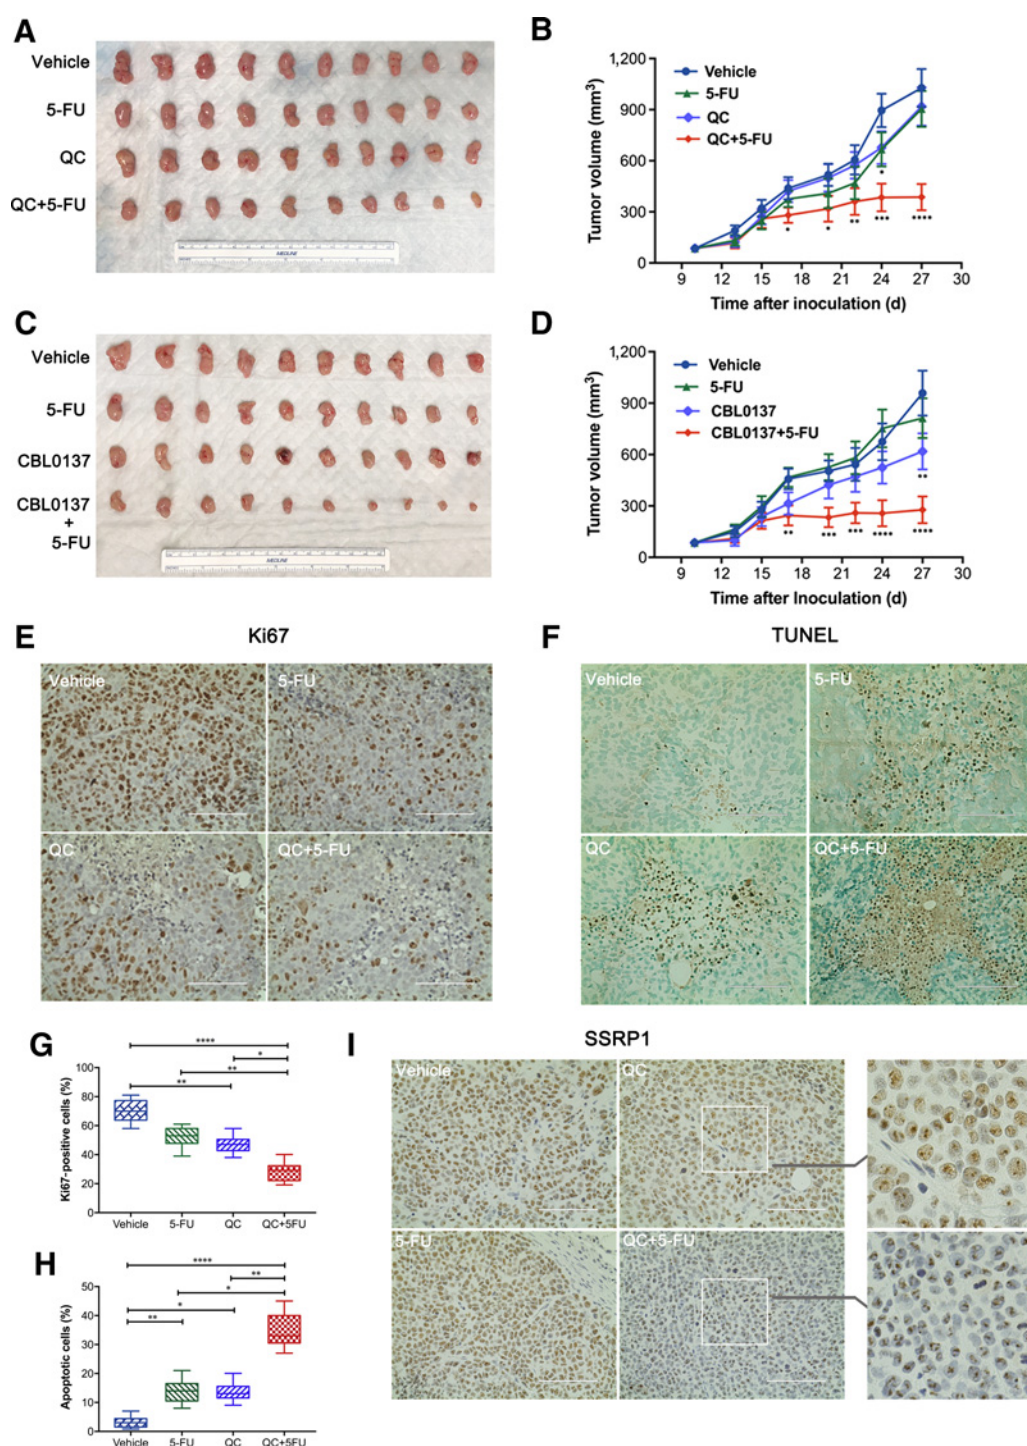 A
Vehicle
5-FU
QC
QC+5-FU
MEDLINE
B
Tumor volume (mm³)
1,200
900
600
300
0
Vehicle
5-FU
QC
QC+5-FU
*
*
**
*
***
****
9 12 15 18 21 24 27 30
Time after inoculation (d)
C
Vehicle
5-FU
CBL0137
CBL0137
+
5-FU
MEDLINE
D
Tumor volume (mm³)
1,200
900
600
300
0
Vehicle
5-FU
CBL0137
CBL0137+5-FU
**
***
***
****
**
****
9 12 15 18 21 24 27 30
Time after Inoculation (d)
E
Ki67
Vehicle
5-FU
QC
QC+5-FU
F
TUNEL
Vehicle
5-FU
QC
QC+5-FU
G
Ki67-positive cells (%)
100
80
60
40
20
0
****
*
**
**
Vehicle 5-FU QC QC+5FU
H
Apoptotic cells (%)
50
40
30
20
10
0
****
**
*
*
**
Vehicle 5-FU QC QC+5FU
I
SSRP1
Vehicle
QC
5-FU
QC+5-FU